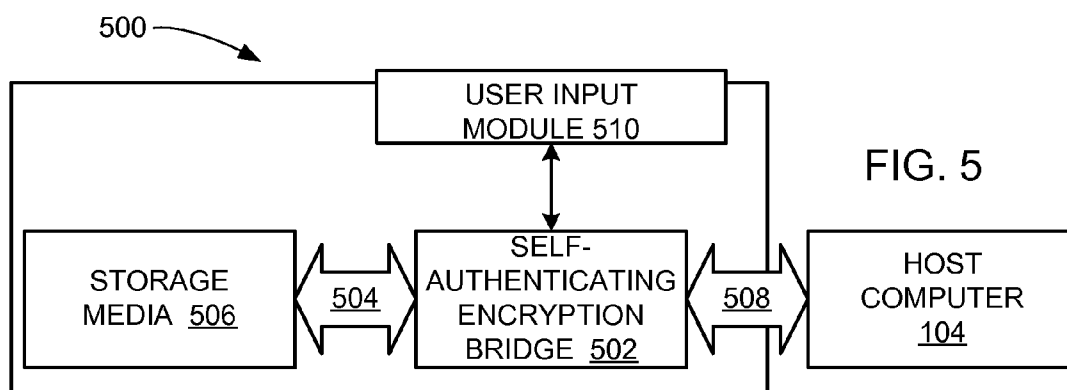 500
USER INPUT
MODULE 510
FIG. 5
STORAGE
MEDIA 506
504
SELF-
AUTHENTICATING
ENCRYPTION
BRIDGE 502
508
HOST
COMPUTER
104